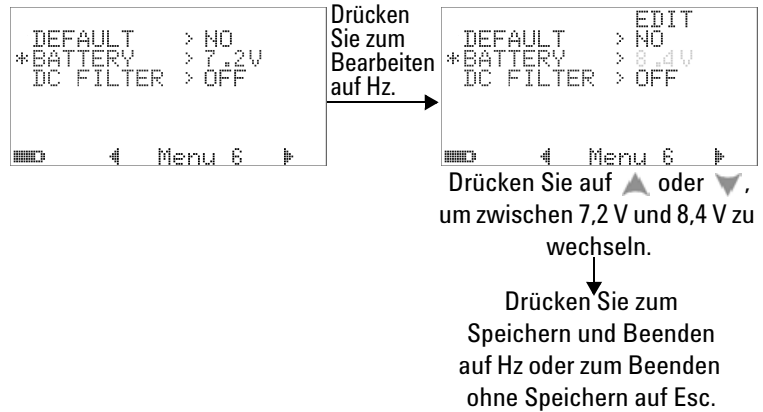 DEFAULT > NO
*BATTERY > 7.2V
DC FILTER > OFF
Menu 6
Drücken
Sie zum
Bearbeiten
auf Hz.
EDIT
DEFAULT > NO
*BATTERY > 8.4V
DC FILTER > OFF
Menu 6
Drücken Sie auf ▲ oder ▼,
um zwischen 7,2 V und 8,4 V zu
wechseln.
Drücken Sie zum
Speichern und Beenden
auf Hz oder zum Beenden
ohne Speichern auf Esc.